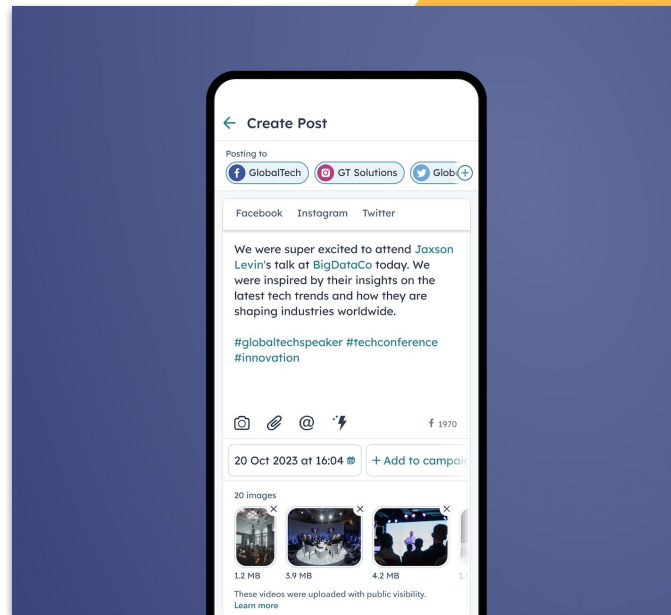 Create Post
Posting to
GlobalTech GT Solutions
Facebook Instagram Twitter
We were super excited to attend Jaxson
Levin's talk at BigDataCo today. We
were inspired by their insights on the
latest tech trends and how they are
shaping industries worldwide.
#globaltechspeaker #techconference
#innovation
@ 1970
20 Oct 2023 at 16:04 + Add to
20 images
1.2 MB 3.9 MB 4.2 MB
These videos were uploaded with public visibility.
Learn more